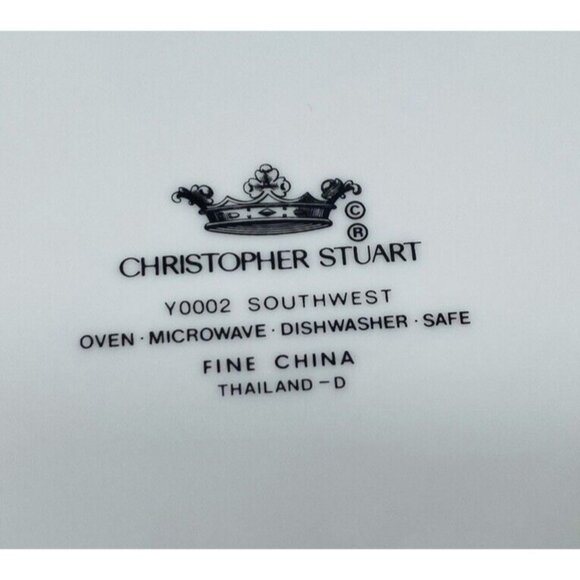 ©
®
CHRISTOPHER STUART
Y0002 SOUTHWEST
OVEN · MICROWAVE · DISHWASHER · SAFE
FINE CHINA
THAILAND – D